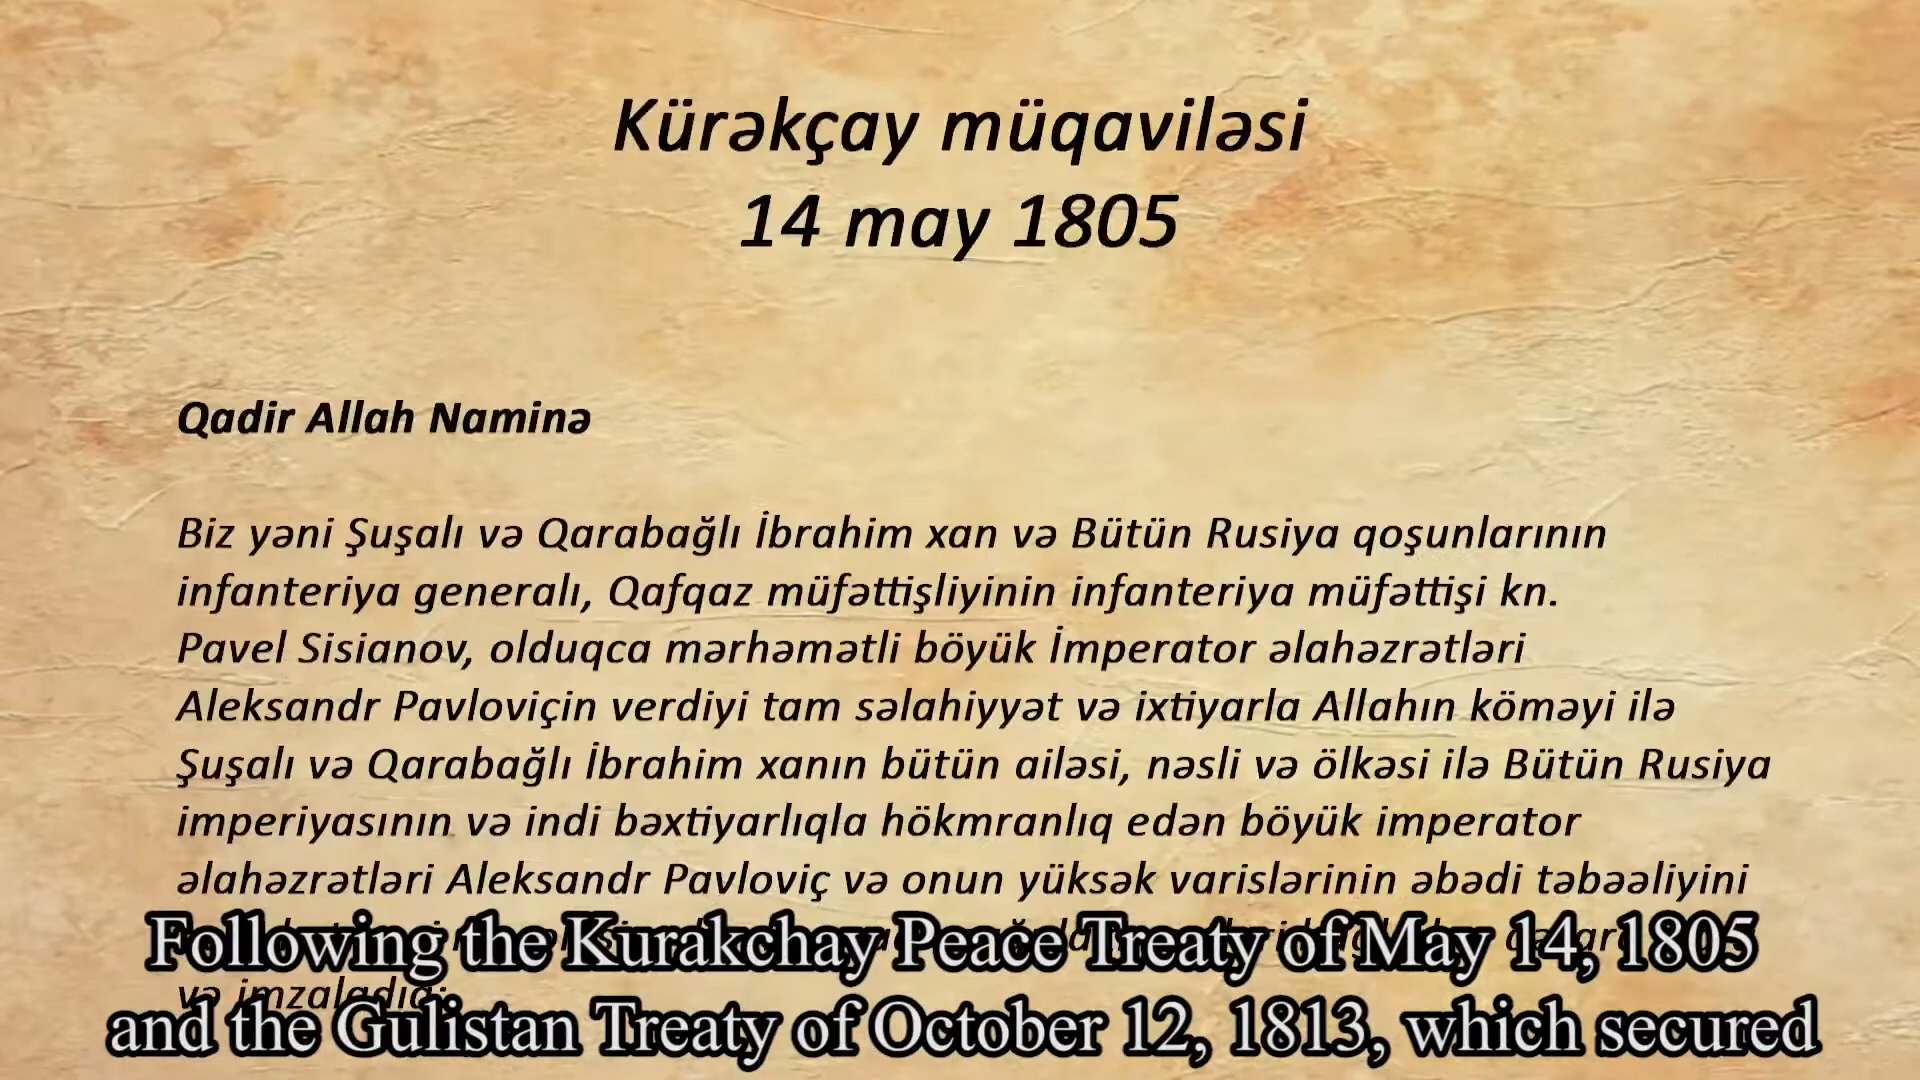 Kürəkçay müqaviləsi
14 may 1805
Qadir Allah Naminə
Biz yəni Şuşalı və Qarabağlı İbrahim xan və Bütün Rusiya qoşunlarının
infanteriya generalı, Qafqaz müfəttişliyinin infanteriya müfəttişi kn.
Pavel Sisianov, olduqca mərhəmətli böyük İmperator əlahəzrətləri
Aleksandr Pavloviçin verdiyi tam səlahiyyət və ixtiyarla Allahın köməyi ilə
Şuşalı və Qarabağlı İbrahim xanın bütün ailəsi, nəsli və ölkəsi ilə Bütün Rusiya
imperiyasının və indi bəxtiyarlıqla hökmranlıq edən böyük imperator
əlahəzrətləri Aleksandr Pavloviç və onun yüksək varislərinin əbədi təbəəliyini
və imzaladıq:
Following the Kurakchay Peace Treaty of May 14, 1805
and the Gulistan Treaty of October 12, 1813, which secured